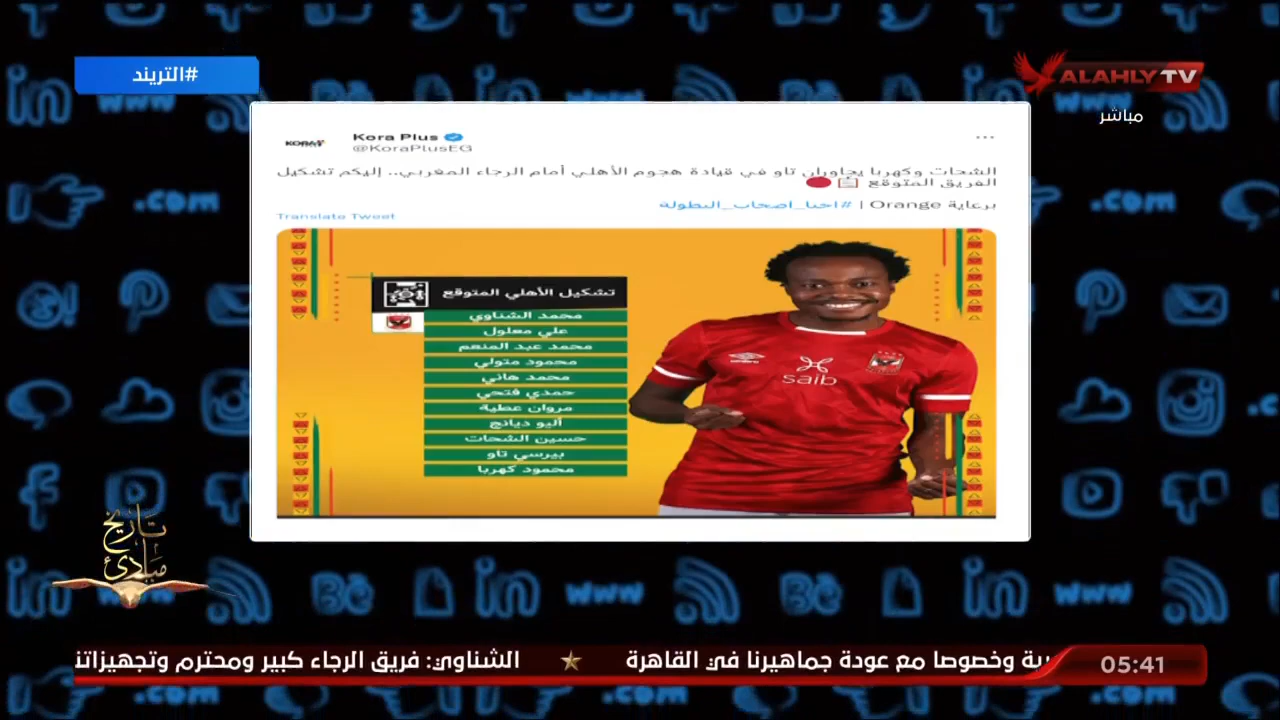 #التريند
ALAHLY TV
مباشر
Kora Plus
@KoraPlusEG
الشحات وكهربا يجاوران تاو في قيادة هجوم الأهلي أمام الرجاء المغربي.. إليكم تشكيل
الفريق المتوقع
برعاية Orange | #احنا_اصحاب_البطولة
Translate Tweet
تشكيل الأهلي المتوقع
محمد الشناوي
علي معلول
محمد عبد المنعم
محمود متولي
محمد هاني
حمدي فتحي
مروان عطية
أليو ديانج
حسين الشحات
بيرسي تاو
محمود كهربا
umbro
saib
تاريخ
مبادئ
وخصوصا مع عودة جماهيرنا في القاهرة
الشناوي: فريق الرجاء كبير ومحترم وتجهيزاتنا
05:41